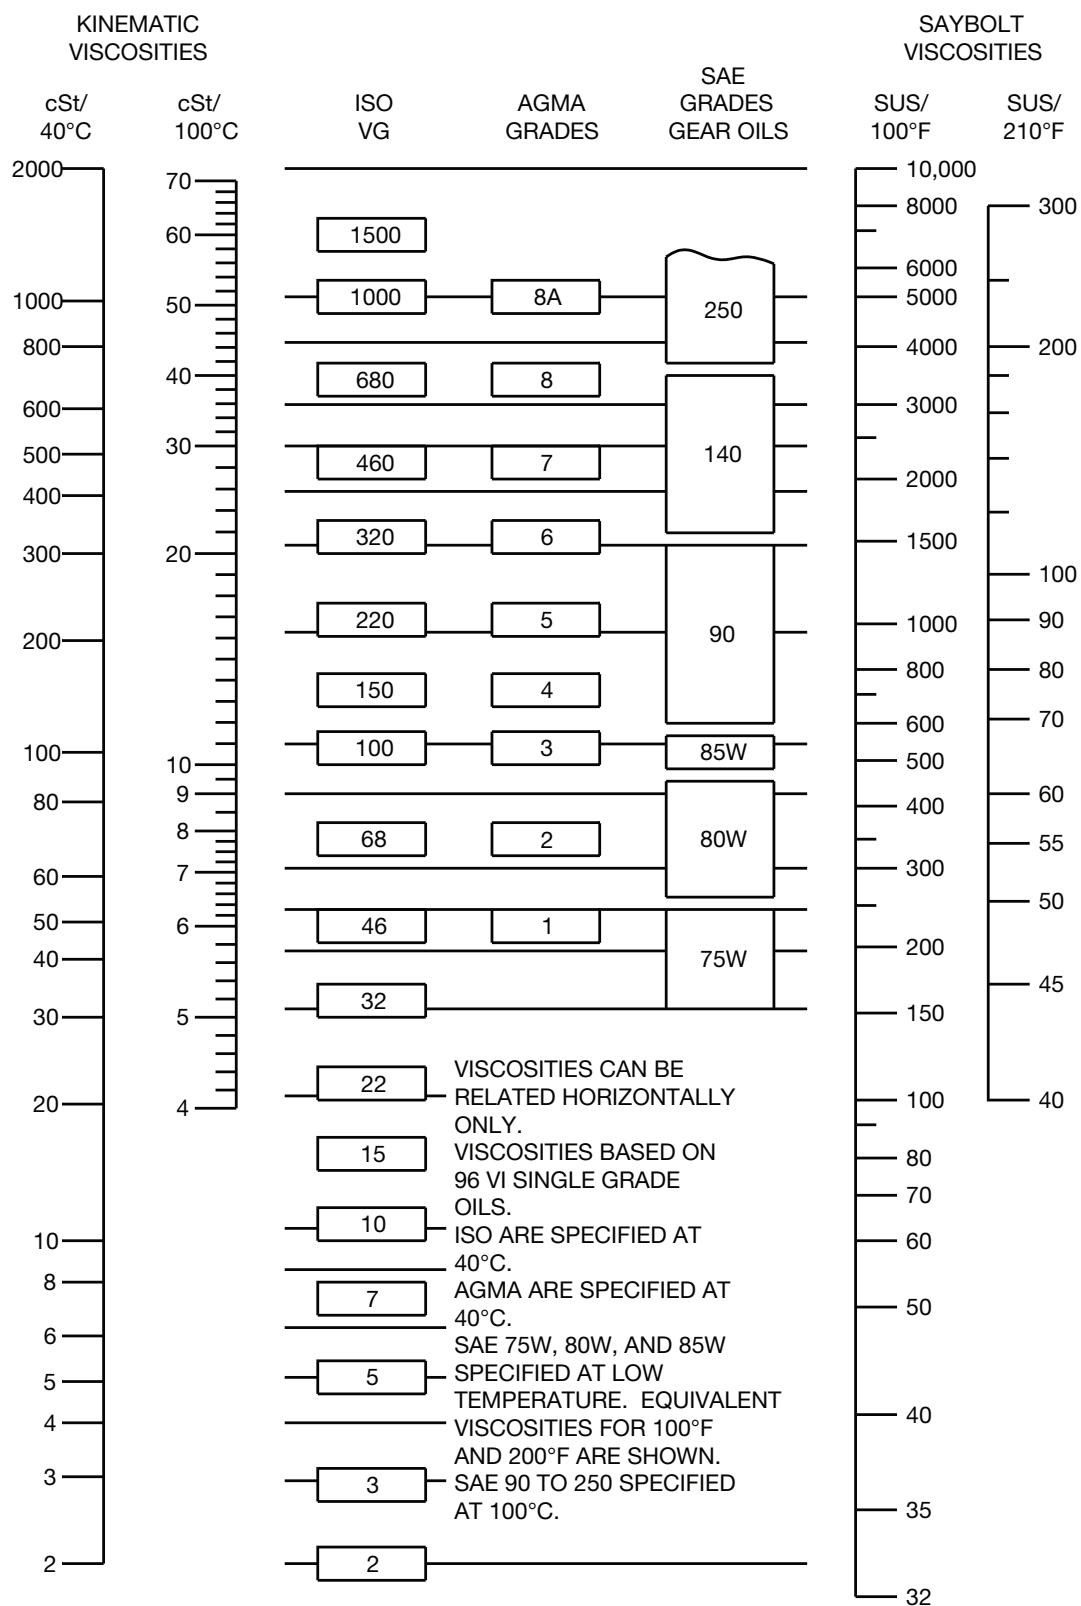 KINEMATIC
VISCOSITIES
SAYBOLT
VISCOSITIES
cSt/
40°C
cSt/
100°C
ISO
VG
AGMA
GRADES
SAE
GRADES
GEAR OILS
SUS/
100°F
SUS/
210°F
2000
1000
800
600
500
400
300
200
100
80
60
50
40
30
20
10
8
6
5
4
3
2
70
60
50
40
30
20
10
9
8
7
6
5
4
1500
1000
680
460
320
220
150
100
68
46
32
22
15
10
7
5
3
2
8A
8
7
6
5
4
3
2
1
250
140
90
85W
80W
75W
VISCOSITIES CAN BE
RELATED HORIZONTALLY
ONLY.
VISCOSITIES BASED ON
96 VI SINGLE GRADE
OILS.
ISO ARE SPECIFIED AT
40°C.
AGMA ARE SPECIFIED AT
40°C.
SAE 75W, 80W, AND 85W
SPECIFIED AT LOW
TEMPERATURE. EQUIVALENT
VISCOSITIES FOR 100°F
AND 200°F ARE SHOWN.
SAE 90 TO 250 SPECIFIED
AT 100°C.
10,000
8000
6000
5000
4000
3000
2000
1500
1000
800
600
500
400
300
200
150
100
80
70
60
50
40
35
32
300
200
100
90
80
70
60
55
50
45
40